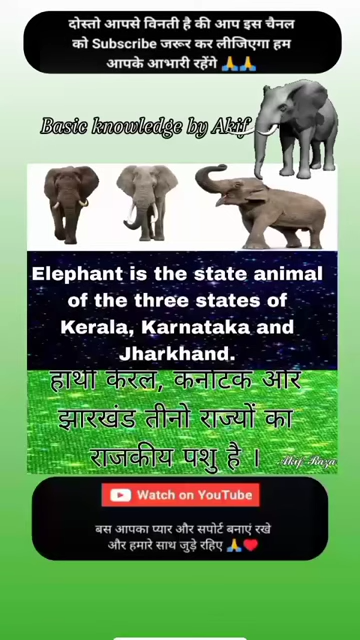 दोस्तो आपसे विनती है की आप इस चैनल
को Subscribe जरूर कर लीजिएगा हम
आपके आभारी रहेंगे 🙏🙏
Basic knowledge by Akif
Elephant is the state animal
of the three states of
Kerala, Karnataka and
Jharkhand.
हाथी केरल, कर्नाटक और
झारखंड तीनो राज्यों का
राजकीय पशु है ।
Akif Raza
Watch on YouTube
बस आपका प्यार और सपोर्ट बनाएं रखे
और हमारे साथ जुड़े रहिए 🙏❤️